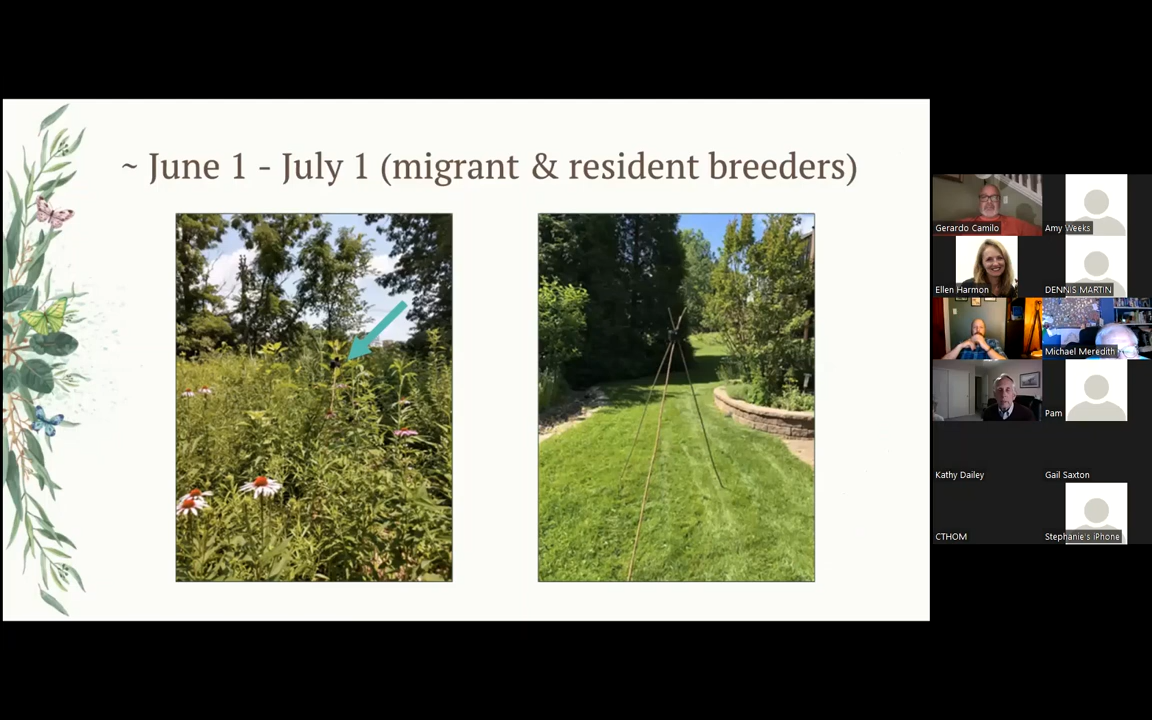 ~ June 1 - July 1 (migrant & resident breeders)
Gerardo Camilo
Amy Weeks
Ellen Harmon
DENNIS MARTIN
Michael Meredith
Pam
Kathy Dailey
Gail Saxton
CTHOM
Stephanie's iPhone